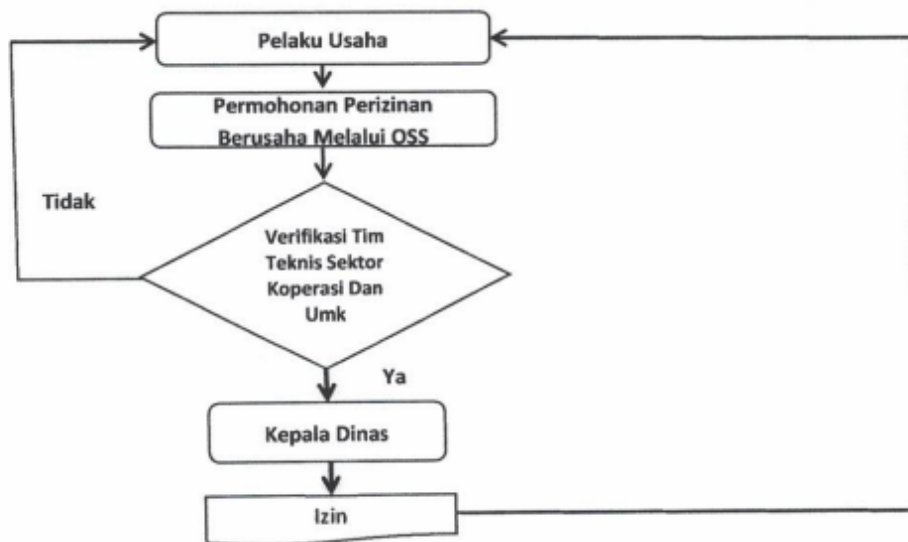 Pelaku Usaha
Permohonan Perizinan
Berusaha Melalui OSS
Tidak
Verifikasi Tim
Teknis Sektor
Koperasi Dan
Umk
Ya
Kepala Dinas
Izin